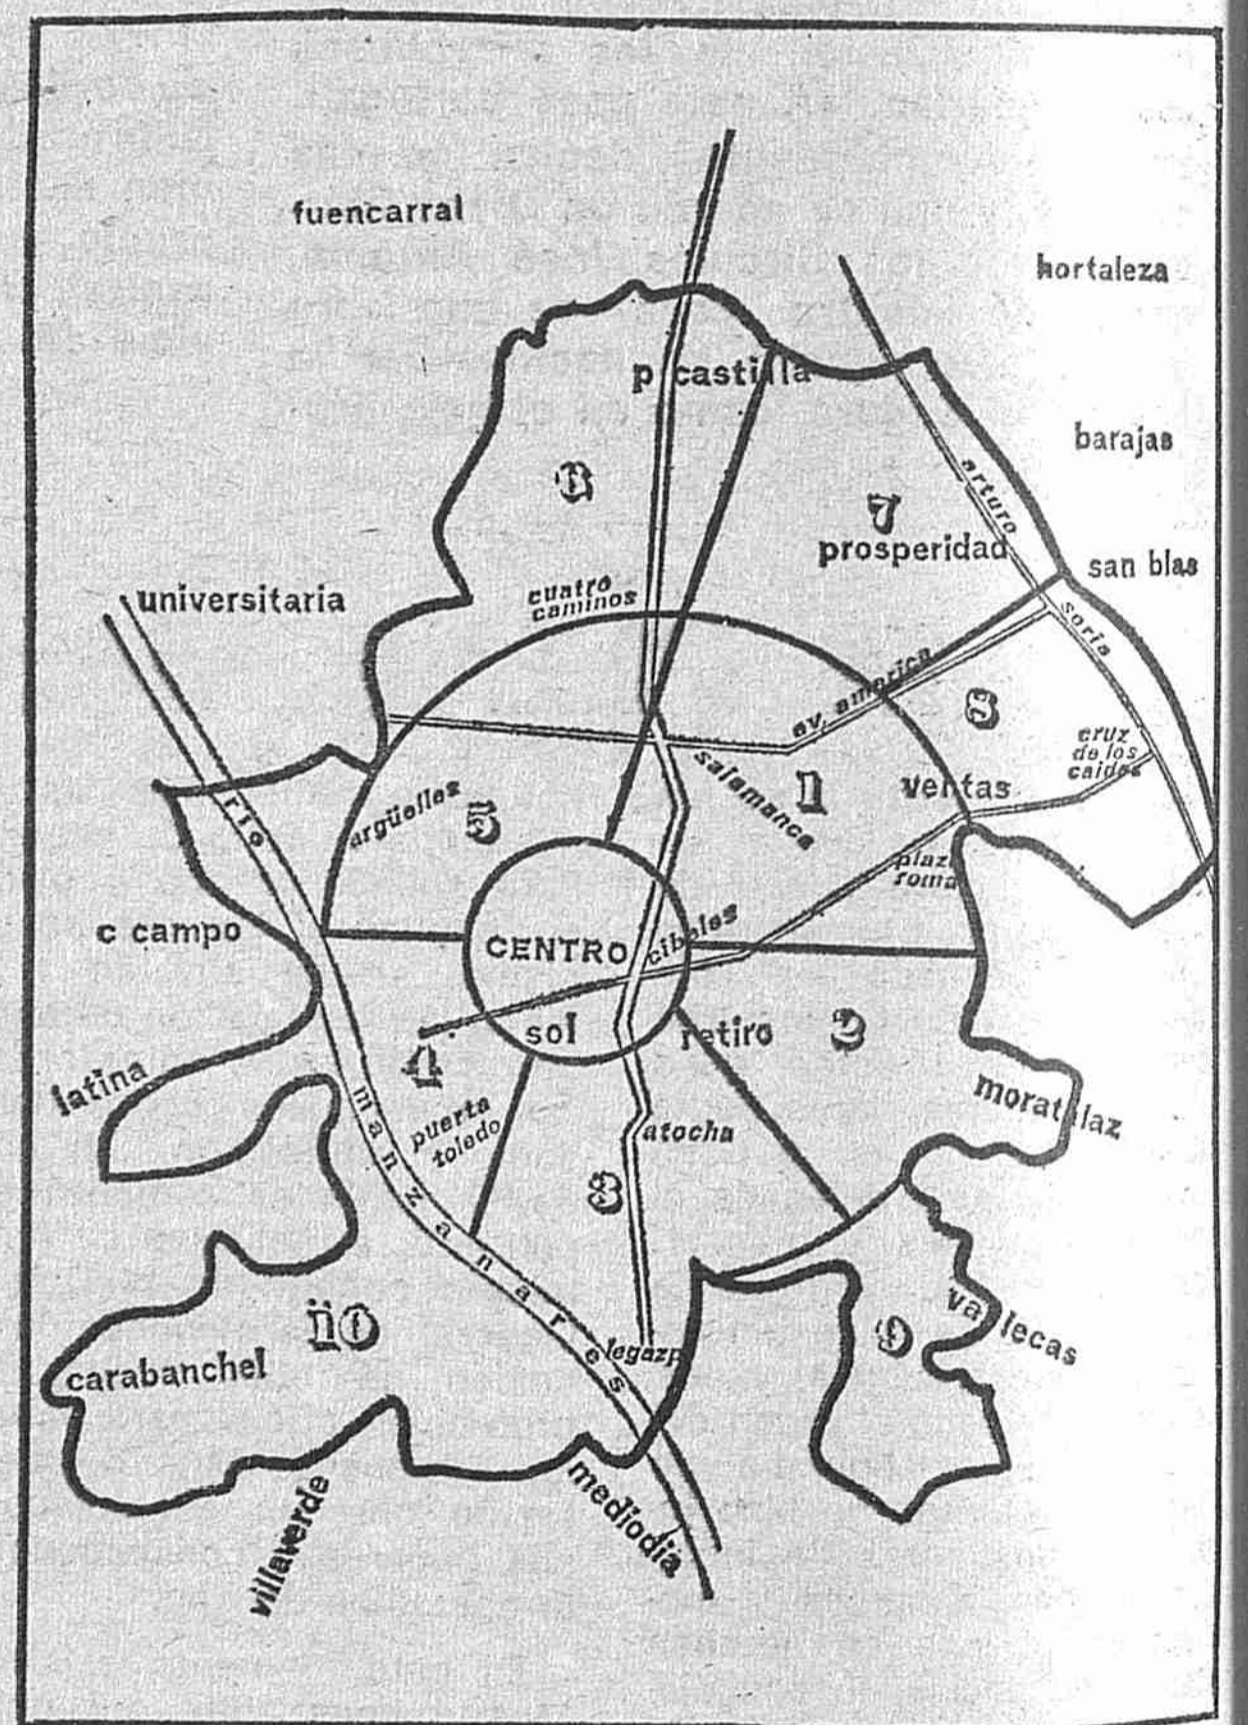 fuencarral
hortaleza
p castilla
barajas
6
7
arturo
prosperidad
san blas
universitaria
cuatro
caminos
soria
av. america
8
cruz
de los
caidos
salamanca
1
ventas
río
argüelles
5
plaza
roma
c campo
CENTRO
cibeles
sol
retiro
2
4
latina
manzanares
puerta
toledo
atocha
moratalaz
3
10
vallecas
9
carabanchel
legazpi
mediodia
villaverde